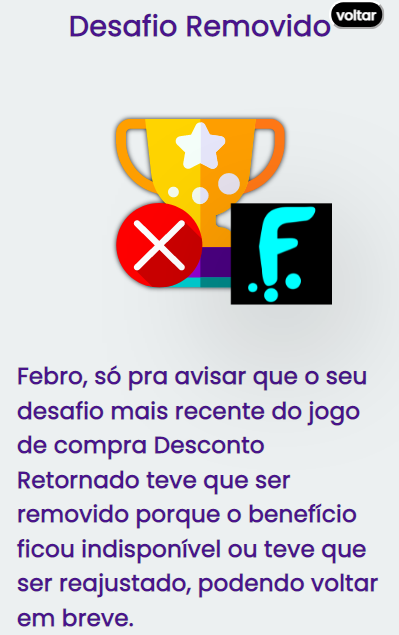 Desafio Removido
voltar
F
Febro, só pra avisar que o seu
desafio mais recente do jogo
de compra Desconto
Retornado teve que ser
removido porque o benefício
ficou indisponível ou teve que
ser reajustado, podendo voltar
em breve.